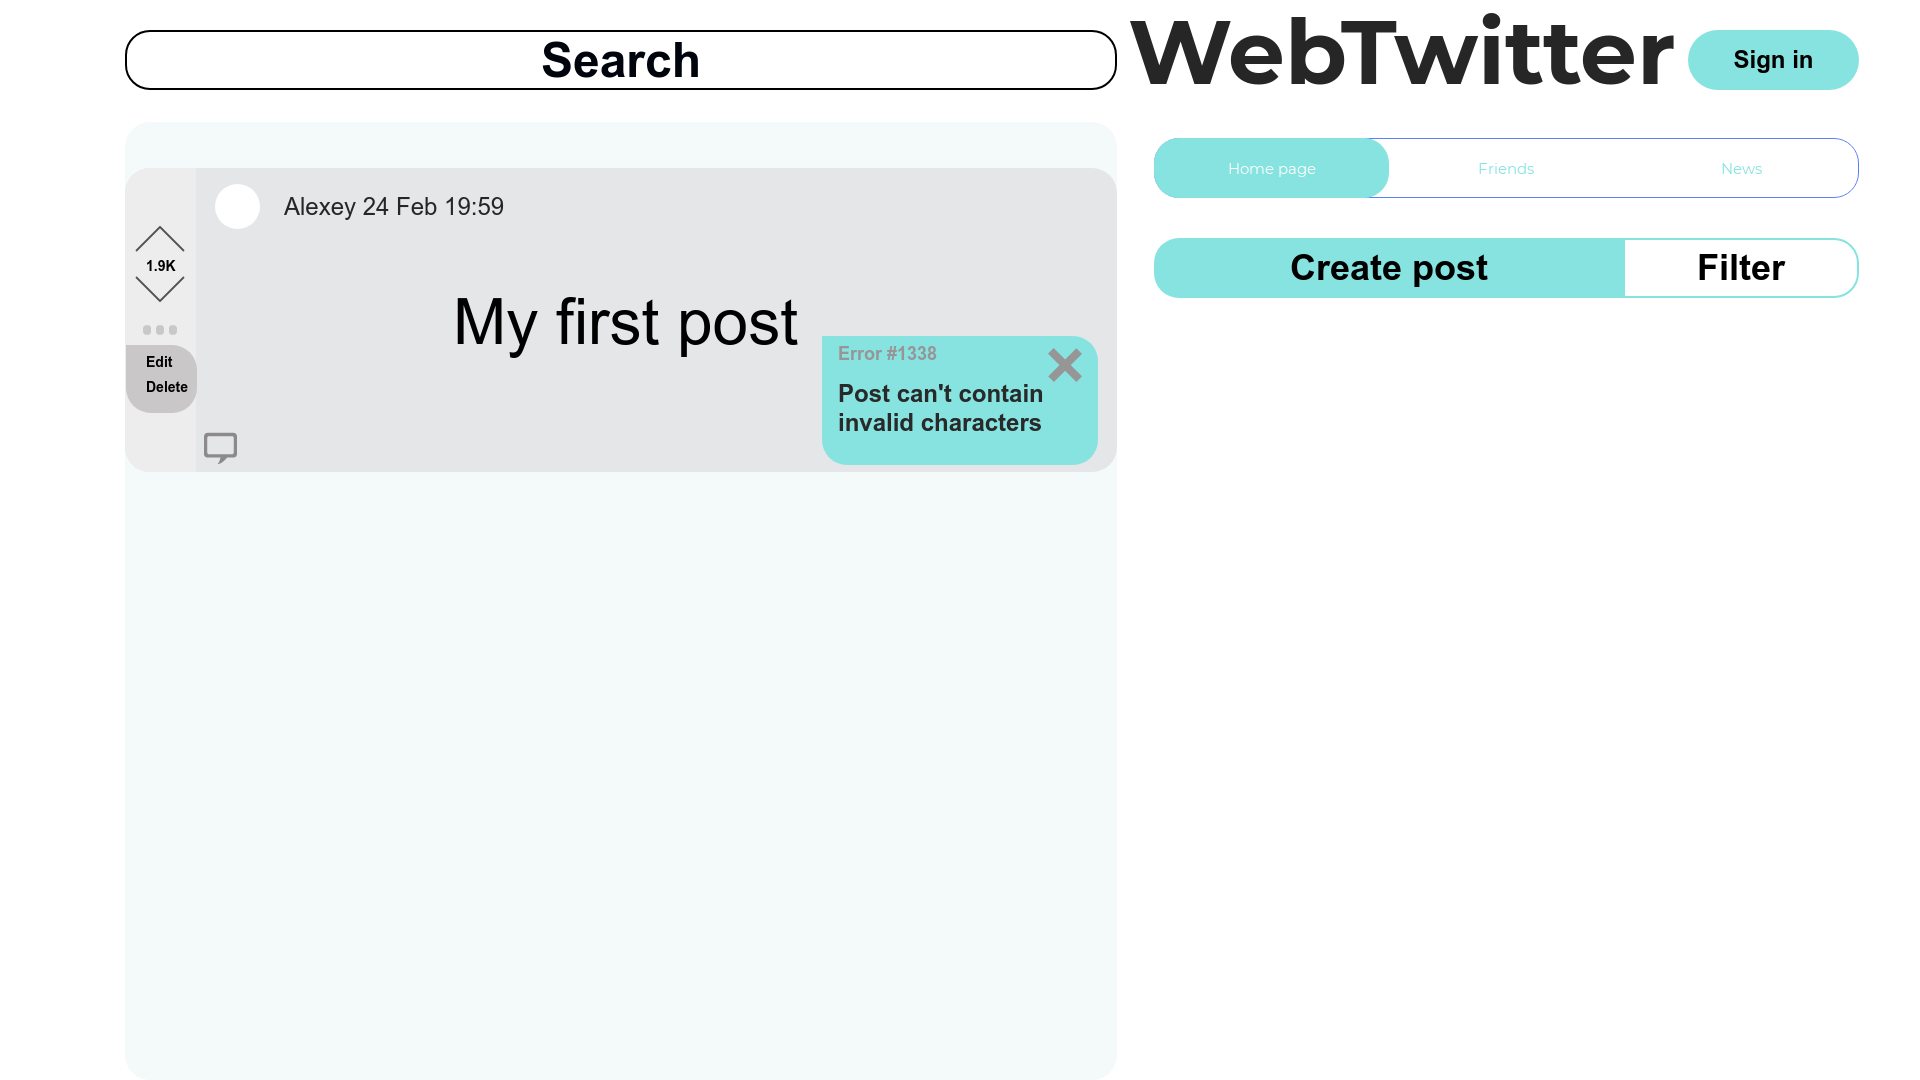 Search
WebTwitter
Sign in
Home page
Friends
News
Create post
Filter
Alexey 24 Feb 19:59
1.9K
My first post
Edit
Delete
Error #1338
Post can't contain
invalid characters